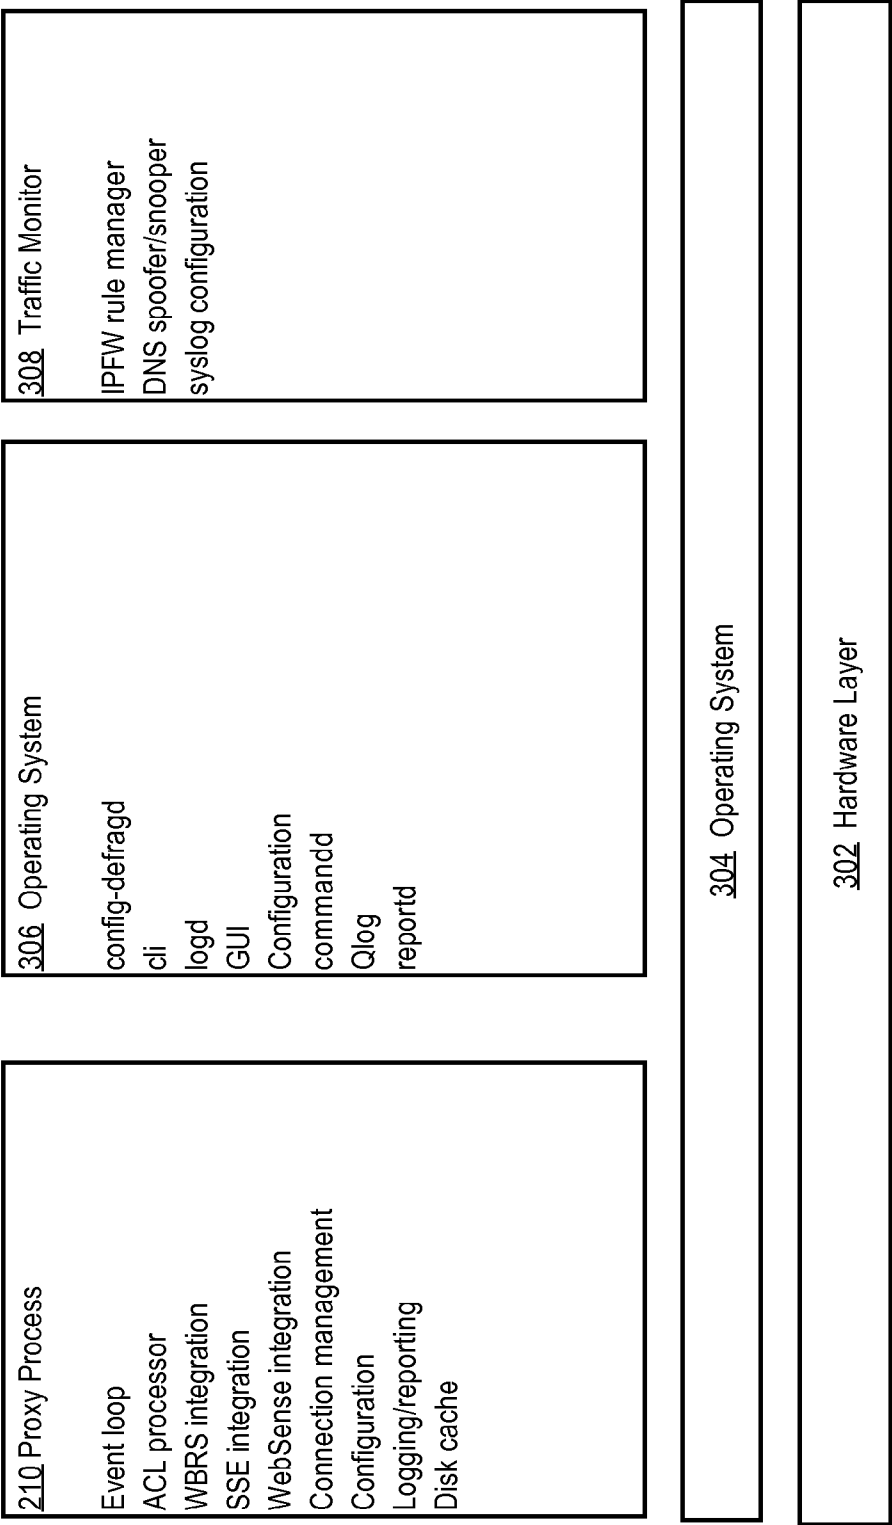 210 Proxy Process
Event loop
ACL processor
WBRS integration
SSE integration
WebSense integration
Connection management
Configuration
Logging/reporting
Disk cache
306 Operating System
config-defragd
cli
logd
GUI
Configuration
commandd
Qlog
reportd
308 Traffic Monitor
IPFW rule manager
DNS spoofer/snooper
syslog configuration
304 Operating System
302 Hardware Layer